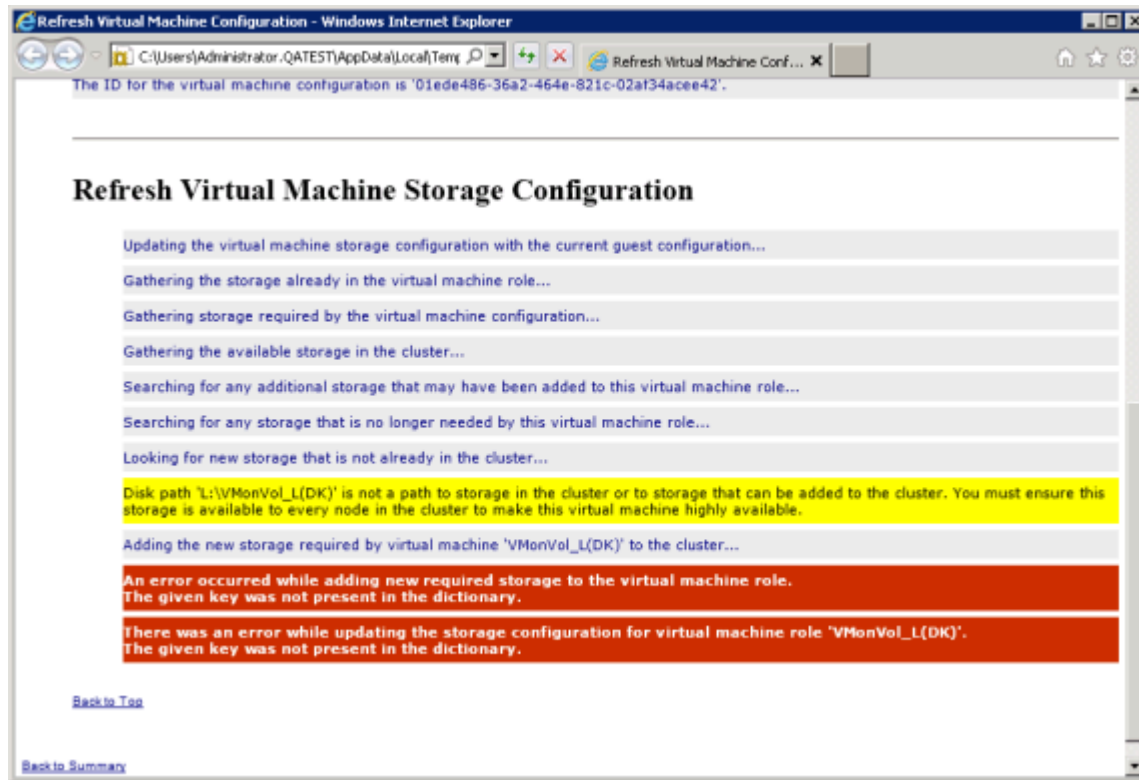 Refresh Virtual Machine Configuration - Windows Internet Explorer
C:\Users\Administrator.QATEST\AppData\Local\Temp
Refresh Virtual Machine Conf...
The ID for the virtual machine configuration is '01ede486-36a2-464e-821c-02af34acee42'.
Refresh Virtual Machine Storage Configuration
Updating the virtual machine storage configuration with the current guest configuration...
Gathering the storage already in the virtual machine role...
Gathering storage required by the virtual machine configuration...
Gathering the available storage in the cluster...
Searching for any additional storage that may have been added to this virtual machine role...
Searching for any storage that is no longer needed by this virtual machine role...
Looking for new storage that is not already in the cluster...
Disk path 'L:\VMonVol_L(DK)' is not a path to storage in the cluster or to storage that can be added to the cluster. You must ensure this
storage is available to every node in the cluster to make this virtual machine highly available.
Adding the new storage required by virtual machine 'VMonVol_L(DK)' to the cluster...
An error occurred while adding new required storage to the virtual machine role.
The given key was not present in the dictionary.
There was an error while updating the storage configuration for virtual machine role 'VMonVol_L(DK)'.
The given key was not present in the dictionary.
Back to Top
Back to Summary